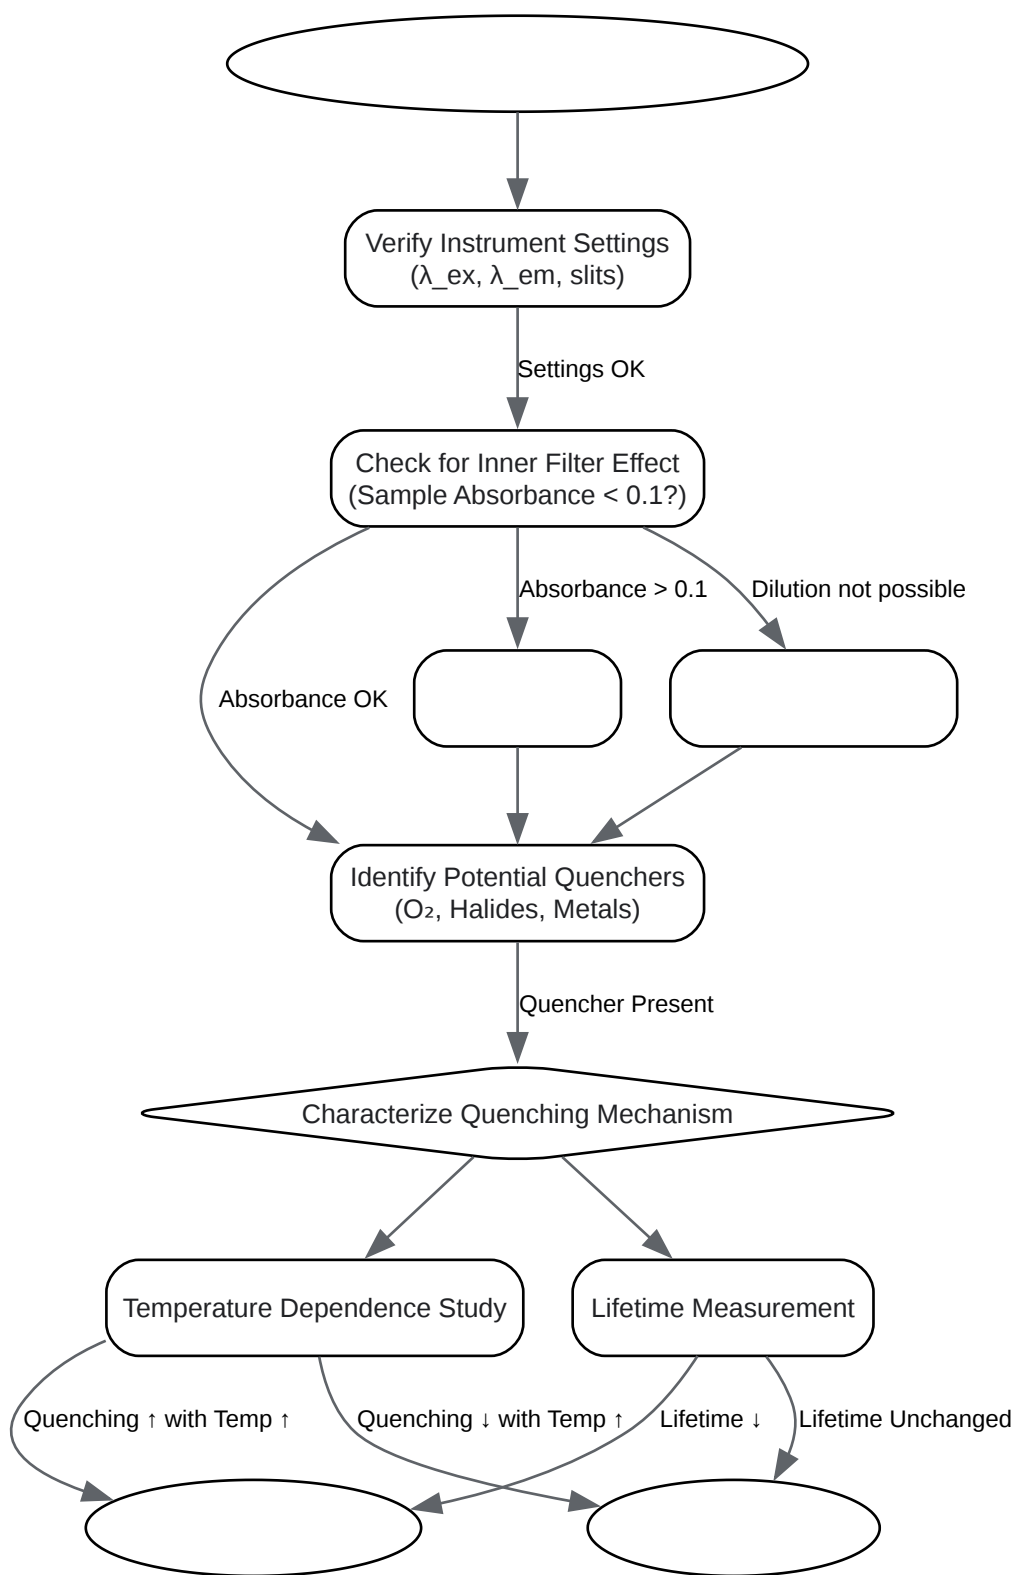 Verify Instrument Settings
(λ_ex, λ_em, slits)
Settings OK
Check for Inner Filter Effect
(Sample Absorbance < 0.1?)
Absorbance > 0.1
Dilution not possible
Absorbance OK
Identify Potential Quenchers
(O₂, Halides, Metals)
Quencher Present
Characterize Quenching Mechanism
Temperature Dependence Study
Lifetime Measurement
Quenching ↑ with Temp ↑
Quenching ↓ with Temp ↑
Lifetime ↓
Lifetime Unchanged